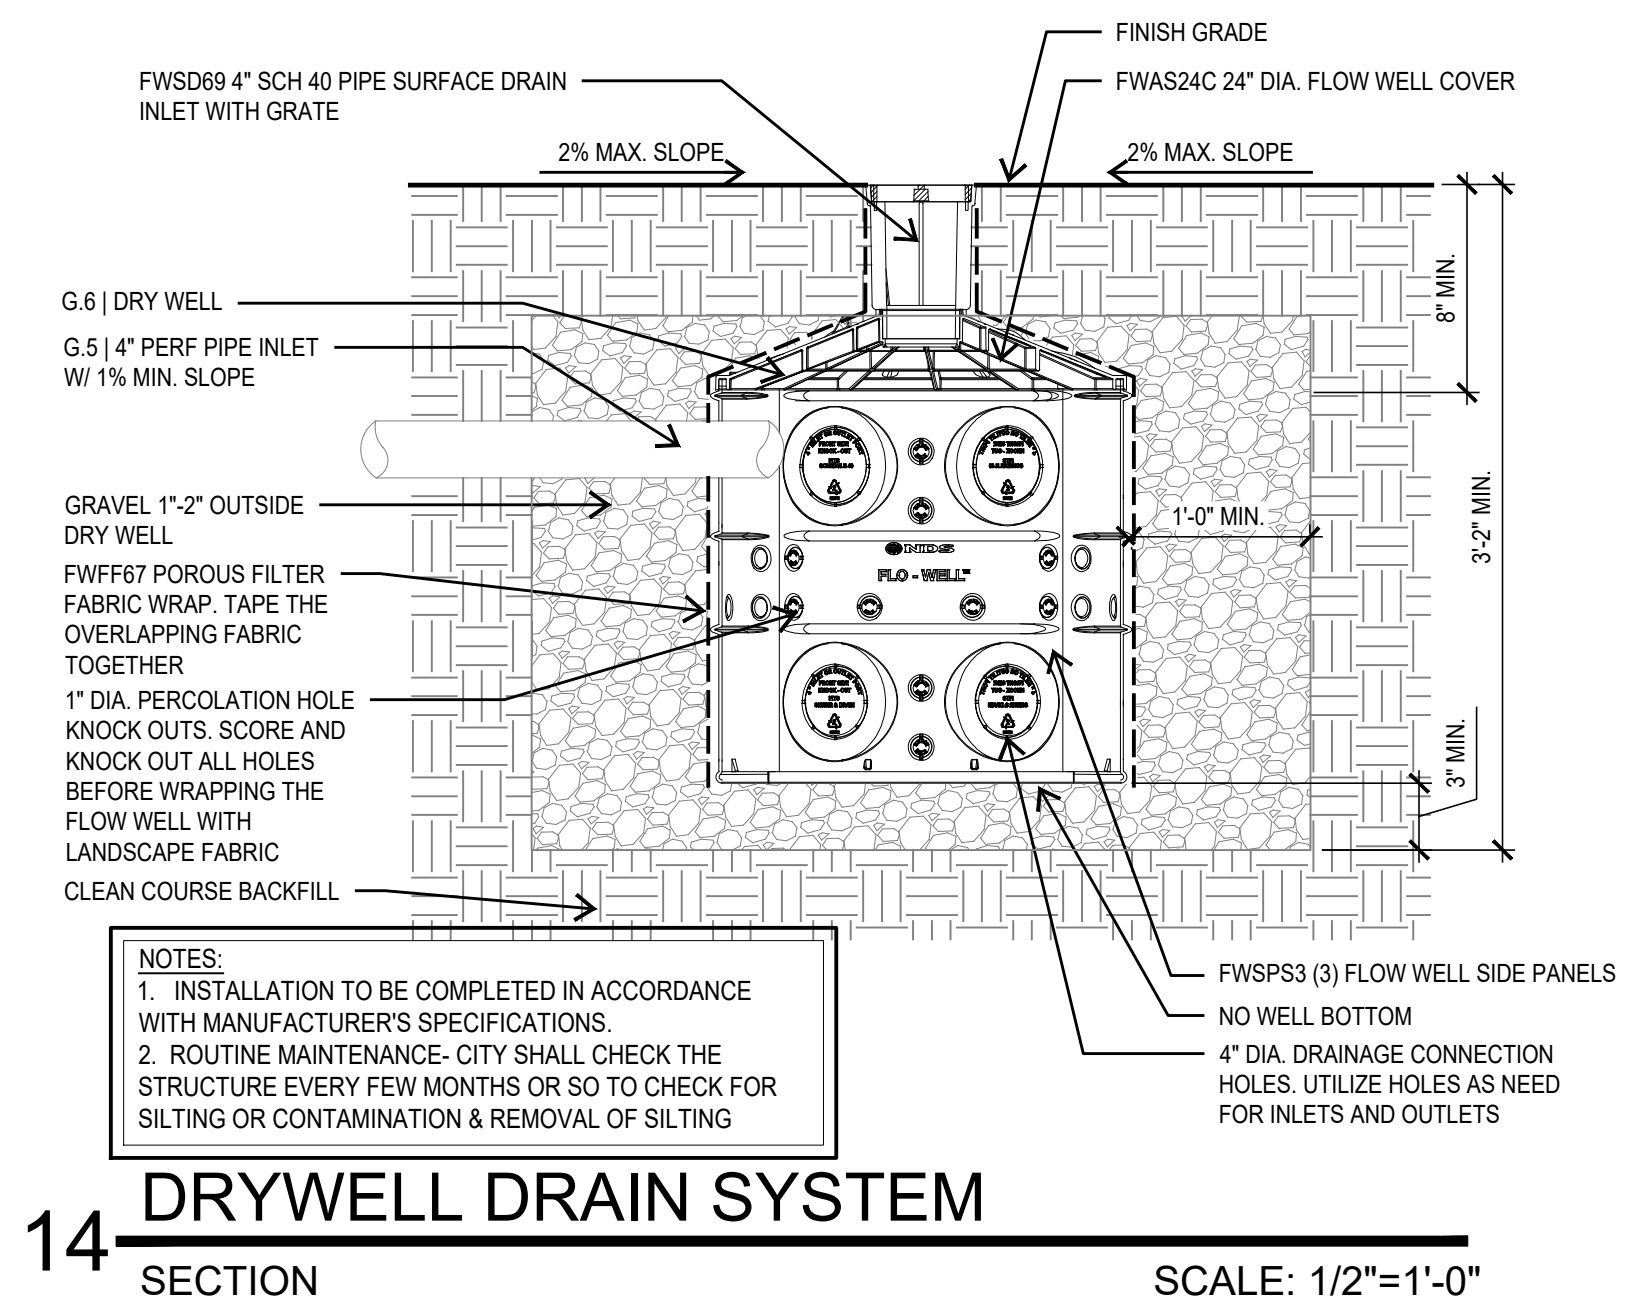 FINISH GRADE
FWSD69 4" SCH 40 PIPE SURFACE DRAIN
INLET WITH GRATE
FWAS24C 24" DIA. FLOW WELL COVER
2% MAX. SLOPE
2% MAX. SLOPE
G.6 | DRY WELL
8" MIN.
G.5 | 4" PERF PIPE INLET
W/ 1% MIN. SLOPE
GRAVEL 1"-2" OUTSIDE
DRY WELL
1'-0" MIN.
3'-2" MIN.
NDS
FLO - WELL™
FWFF67 POROUS FILTER
FABRIC WRAP. TAPE THE
OVERLAPPING FABRIC
TOGETHER
1" DIA. PERCOLATION HOLE
KNOCK OUTS. SCORE AND
KNOCK OUT ALL HOLES
BEFORE WRAPPING THE
FLOW WELL WITH
LANDSCAPE FABRIC
3" MIN.
CLEAN COURSE BACKFILL
NOTES:
1. INSTALLATION TO BE COMPLETED IN ACCORDANCE
WITH MANUFACTURER'S SPECIFICATIONS.
2. ROUTINE MAINTENANCE- CITY SHALL CHECK THE
STRUCTURE EVERY FEW MONTHS OR SO TO CHECK FOR
SILTING OR CONTAMINATION & REMOVAL OF SILTING
FWSPS3 (3) FLOW WELL SIDE PANELS
NO WELL BOTTOM
4" DIA. DRAINAGE CONNECTION
HOLES. UTILIZE HOLES AS NEED
FOR INLETS AND OUTLETS
14
DRYWELL DRAIN SYSTEM
SECTION
SCALE: 1/2"=1'-0"